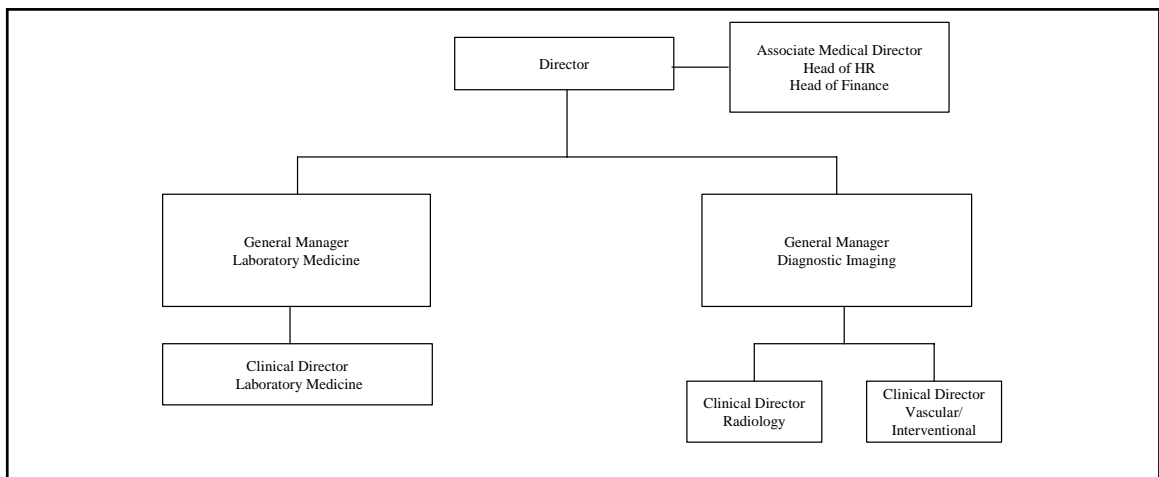 Director
Associate Medical Director
Head of HR
Head of Finance
General Manager
Laboratory Medicine
General Manager
Diagnostic Imaging
Clinical Director
Laboratory Medicine
Clinical Director
Radiology
Clinical Director
Vascular/
Interventional